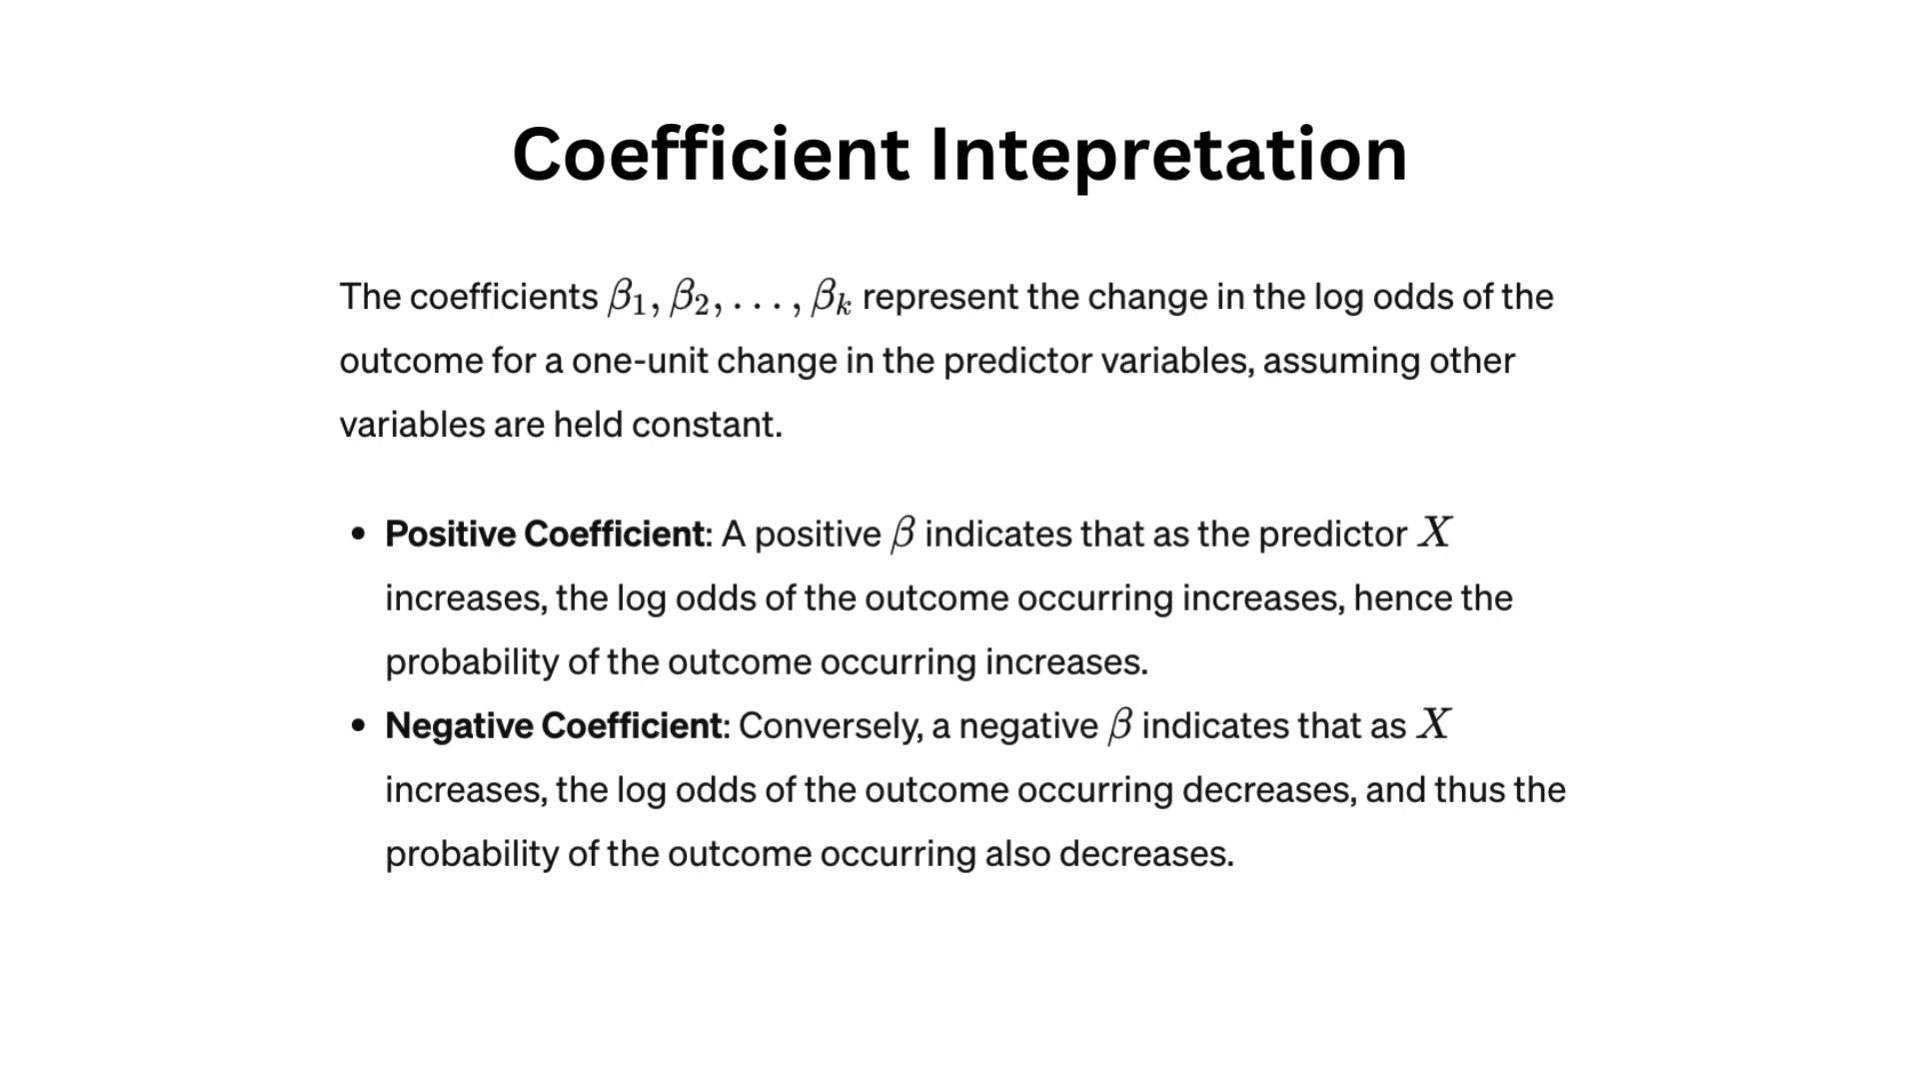 Coefficient Intepretation
The coefficients β1, β2, . . . , βk represent the change in the log odds of the
outcome for a one-unit change in the predictor variables, assuming other
variables are held constant.
• Positive Coefficient: A positive β indicates that as the predictor X
increases, the log odds of the outcome occurring increases, hence the
probability of the outcome occurring increases.
• Negative Coefficient: Conversely, a negative β indicates that as X
increases, the log odds of the outcome occurring decreases, and thus the
probability of the outcome occurring also decreases.